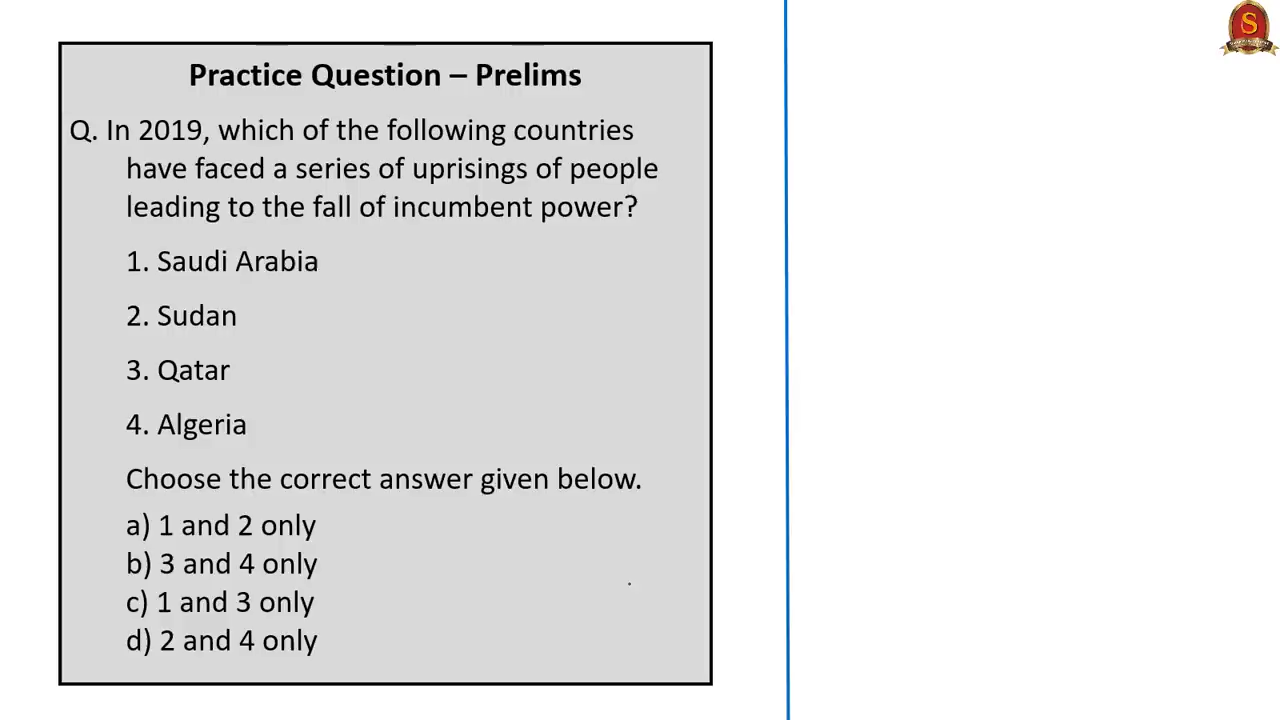 Practice Question – Prelims
Q. In 2019, which of the following countries
have faced a series of uprisings of people
leading to the fall of incumbent power?
1. Saudi Arabia
2. Sudan
3. Qatar
4. Algeria
Choose the correct answer given below.
a) 1 and 2 only
b) 3 and 4 only
c) 1 and 3 only
d) 2 and 4 only
S